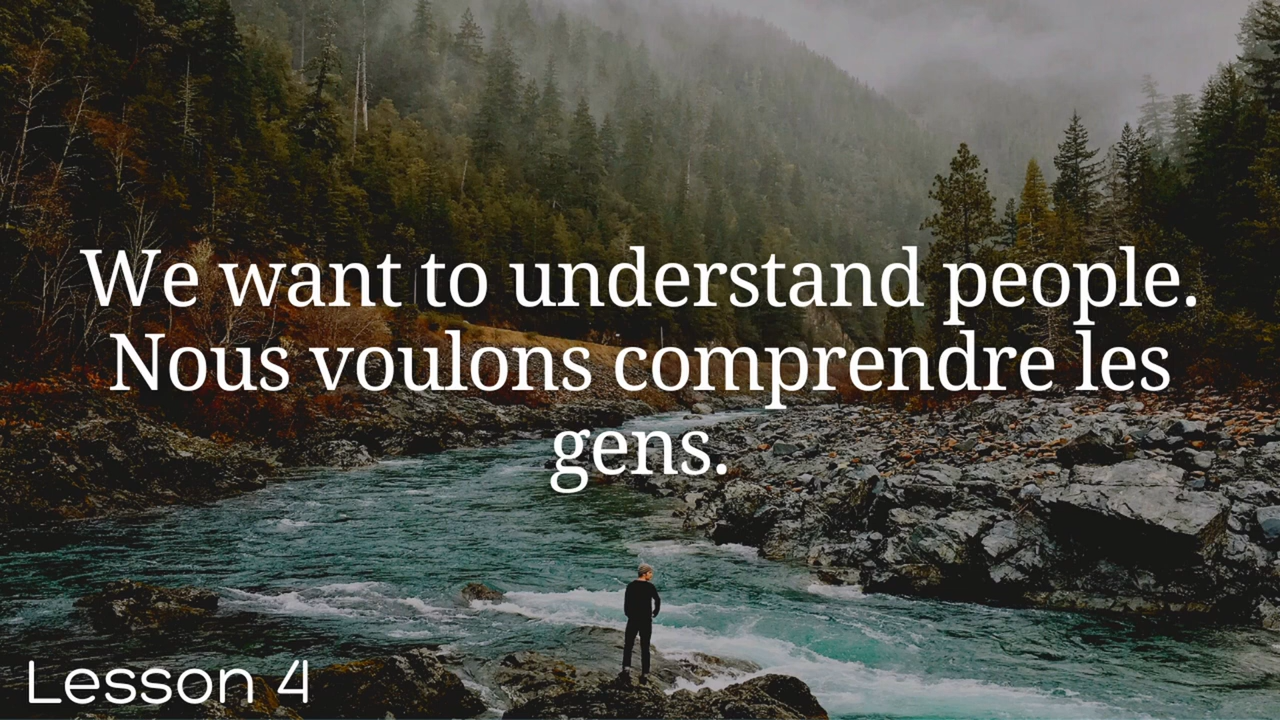 We want to understand people.
Nous voulons comprendre les
gens.
Lesson 4